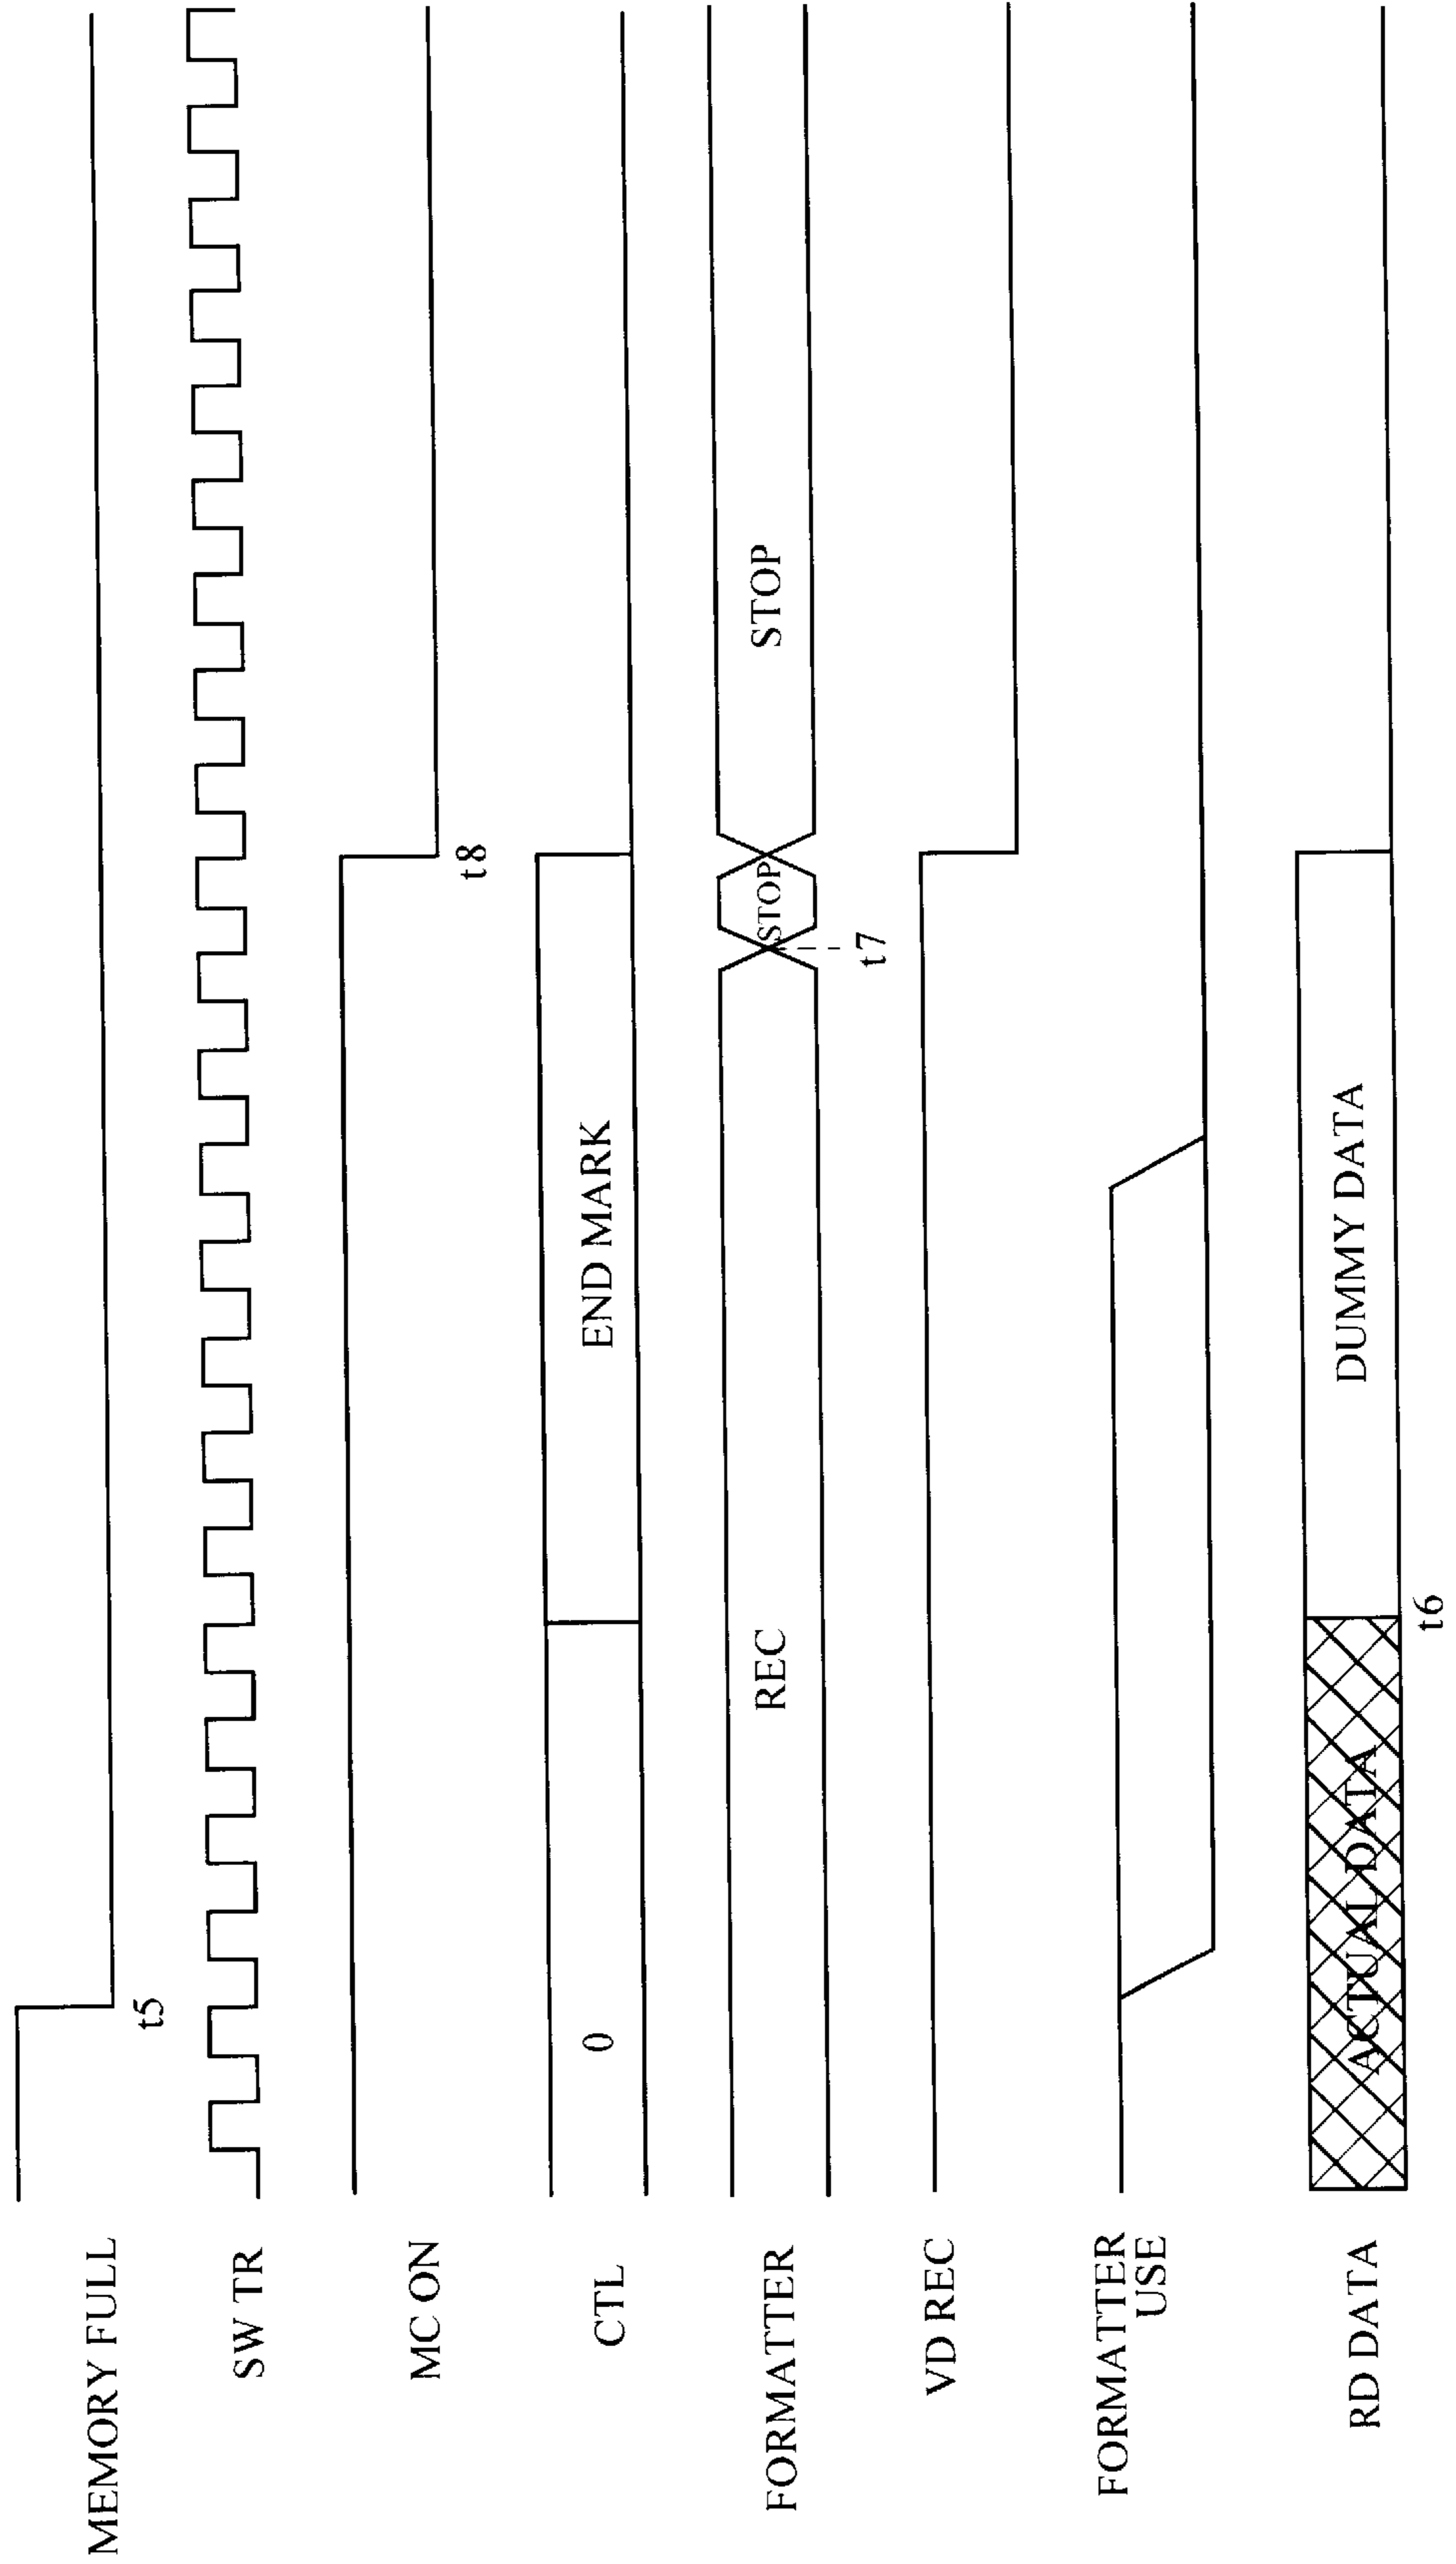 MEMORY FULL
t5
SW TR
MC ON
t8
CTL
0
END MARK
FORMATTER
REC
STOP
STOP
t7
VD REC
FORMATTER
USE
RD DATA
ACTUAL DATA
DUMMY DATA
t6